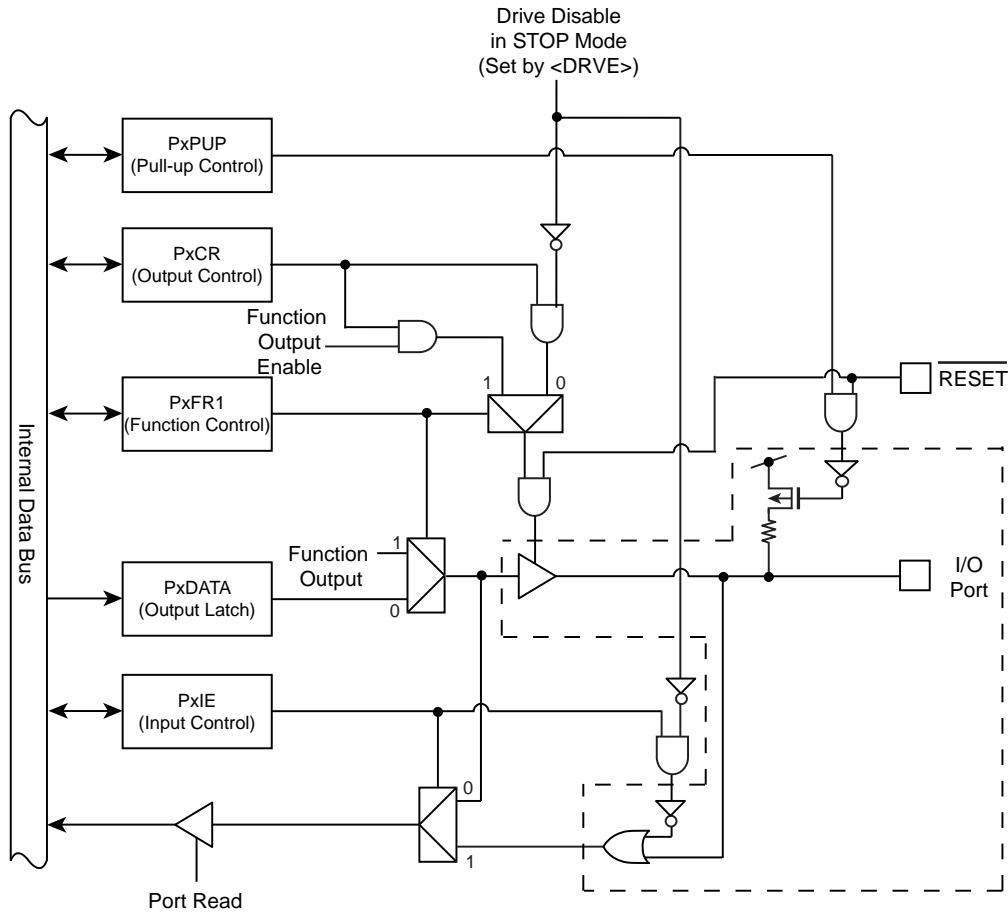 Drive Disable
in STOP Mode
(Set by <DRVE>)
PxPUP
(Pull-up Control)
PxCR
(Output Control)
Function
Output
Enable
1
0
RESET
PxFR1
(Function Control)
Internal Data Bus
Function
Output
1
0
I/O
Port
PxDATA
(Output Latch)
PxIE
(Input Control)
0
1
Port Read